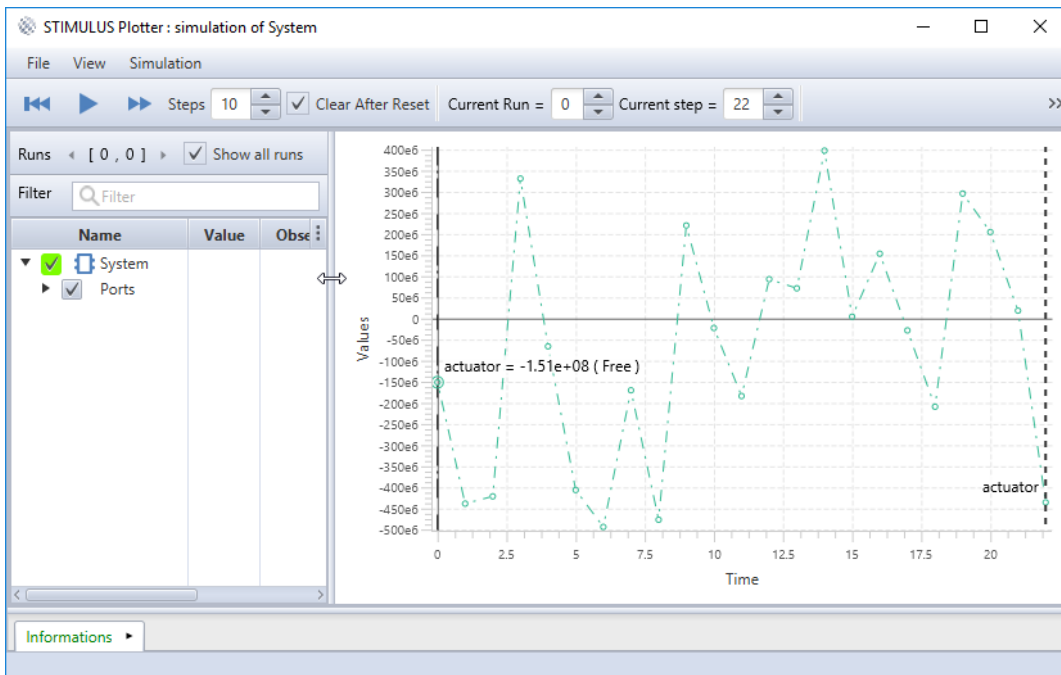 STIMULUS Plotter : simulation of System
File View Simulation
Steps 10 Clear After Reset Current Run = 0 Current step = 22
Runs [ 0 , 0 ] Show all runs
Filter Filter
Name Value Obse
System
Ports
400e6
350e6
300e6
250e6
200e6
150e6
100e6
50e6
0
-50e6
-100e6
-150e6
-200e6
-250e6
-300e6
-350e6
-400e6
-450e6
-500e6
Values
actuator = -1.51e+08 ( Free )
actuator
0 2.5 5 7.5 10 12.5 15 17.5 20
Time
Informations